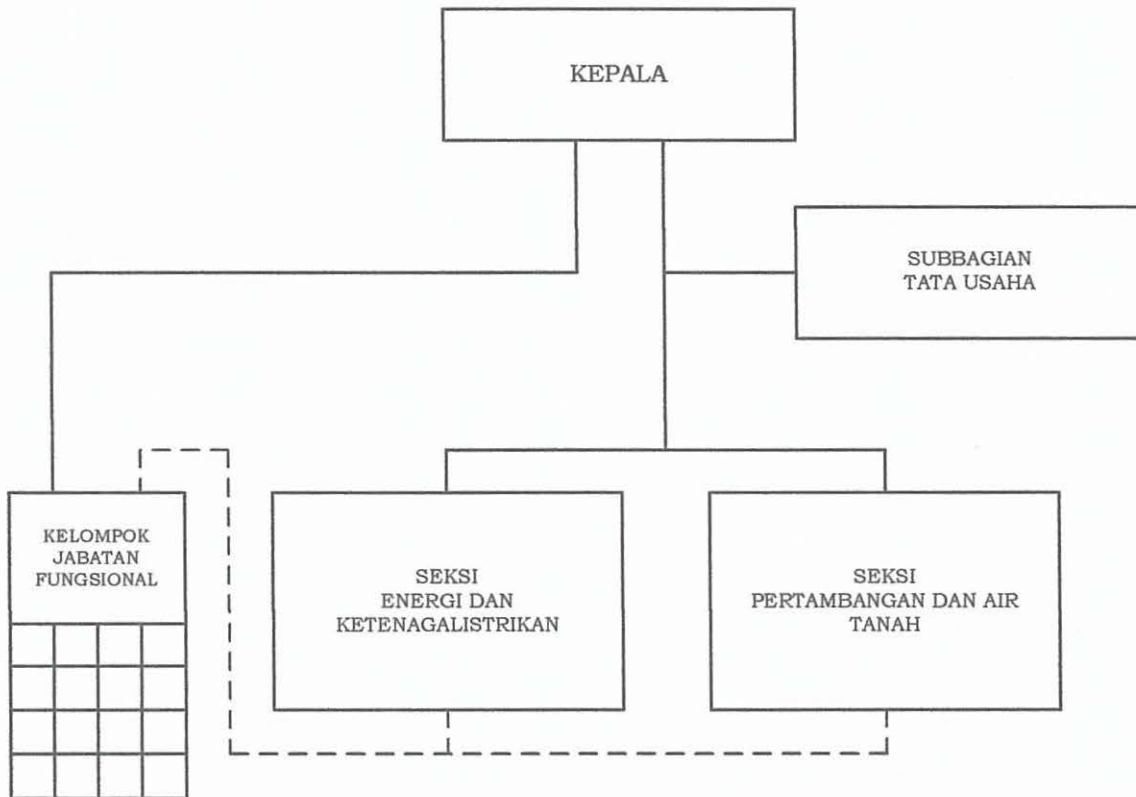 KEPALA
SUBBAGIAN
TATA USAHA
KELOMPOK
JABATAN
FUNGSIONAL
SEKSI
ENERGI DAN
KETENAGALISTRIKAN
SEKSI
PERTAMBANGAN DAN AIR
TANAH